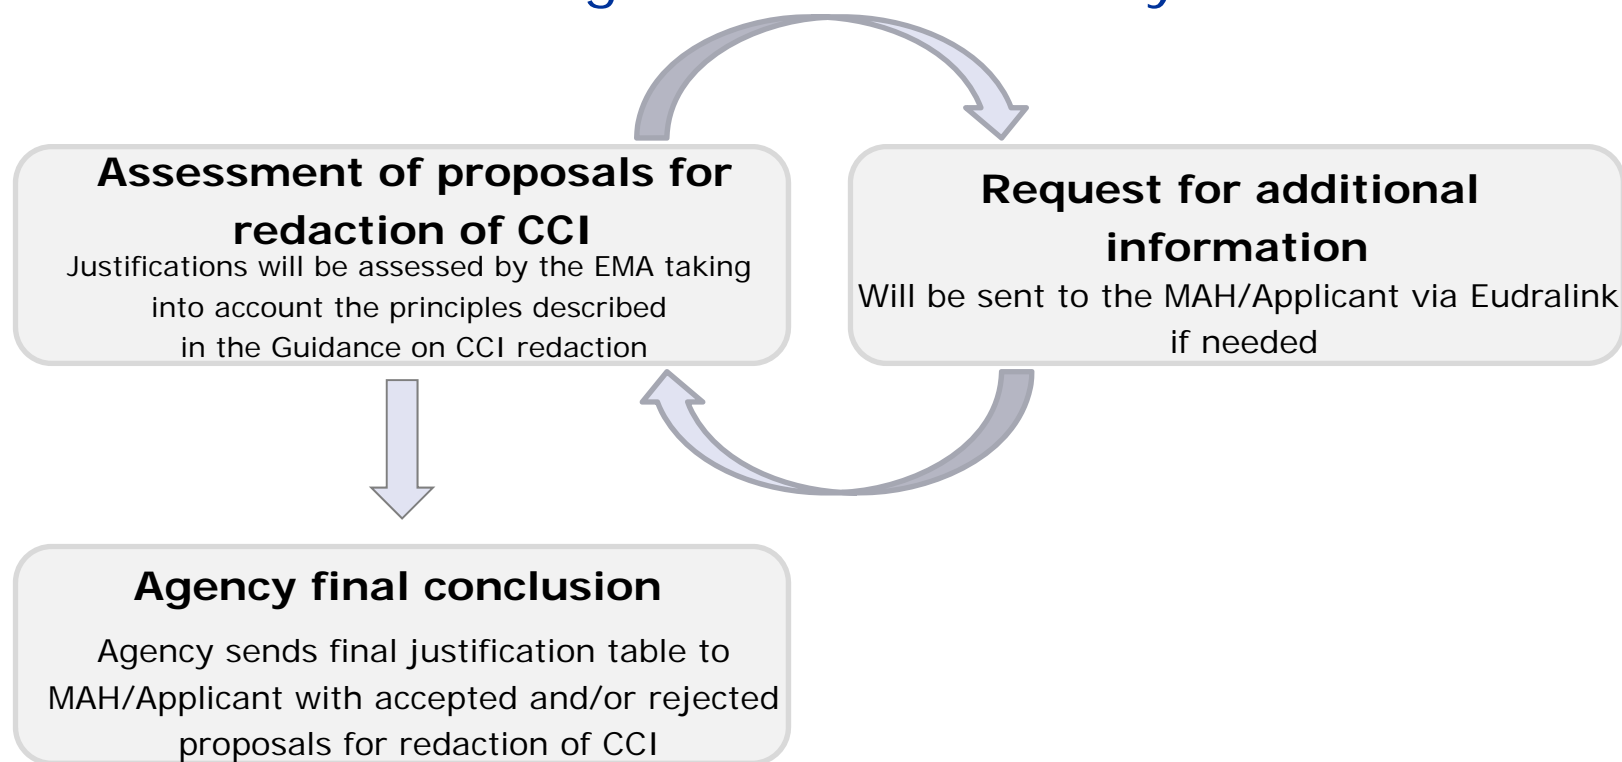 Assessment of proposals for
redaction of CCI
Justifications will be assessed by the EMA taking
into account the principles described
in the Guidance on CCI redaction
Request for additional
information
Will be sent to the MAH/Applicant via Eudralink
if needed
Agency final conclusion
Agency sends final justification table to
MAH/Applicant with accepted and/or rejected
proposals for redaction of CCI